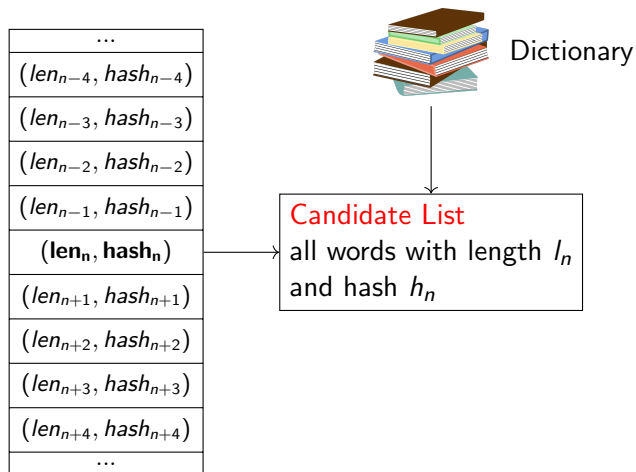 ...
(len_{n−4}, hash_{n−4})
(len_{n−3}, hash_{n−3})
(len_{n−2}, hash_{n−2})
(len_{n−1}, hash_{n−1})
(len_n, hash_n)
(len_{n+1}, hash_{n+1})
(len_{n+2}, hash_{n+2})
(len_{n+3}, hash_{n+3})
(len_{n+4}, hash_{n+4})
...
Dictionary
Candidate List
all words with length l_n
and hash h_n